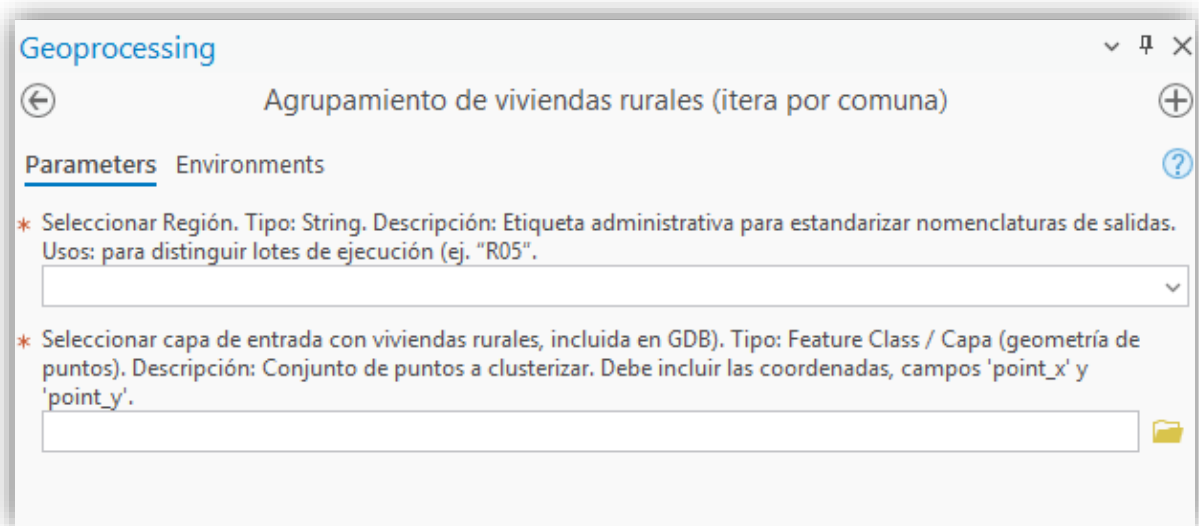 Geoprocessing
Agrupamiento de viviendas rurales (itera por comuna)
Parameters Environments
* Seleccionar Región. Tipo: String. Descripción: Etiqueta administrativa para estandarizar nomenclaturas de salidas.
Usos: para distinguir lotes de ejecución (ej. “R05”.
* Seleccionar capa de entrada con viviendas rurales, incluida en GDB). Tipo: Feature Class / Capa (geometría de
puntos). Descripción: Conjunto de puntos a clusterizar. Debe incluir las coordenadas, campos 'point_x' y
'point_y'.